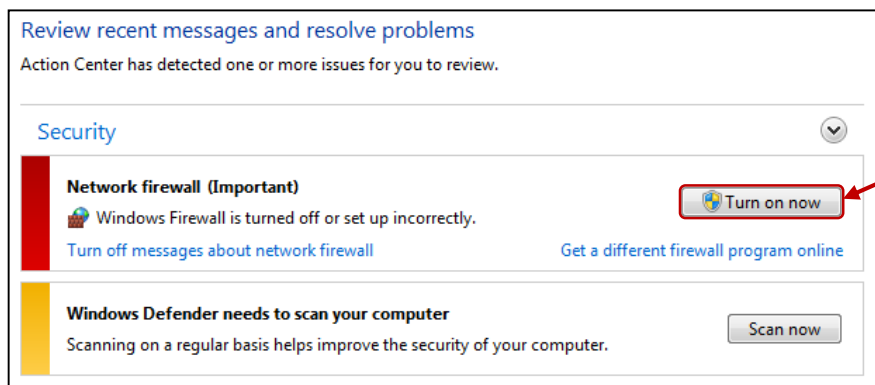 Review recent messages and resolve problems
Action Center has detected one or more issues for you to review.
Security
Network firewall (Important)
Turn on now
Windows Firewall is turned off or set up incorrectly.
Turn off messages about network firewall
Get a different firewall program online
Windows Defender needs to scan your computer
Scan now
Scanning on a regular basis helps improve the security of your computer.